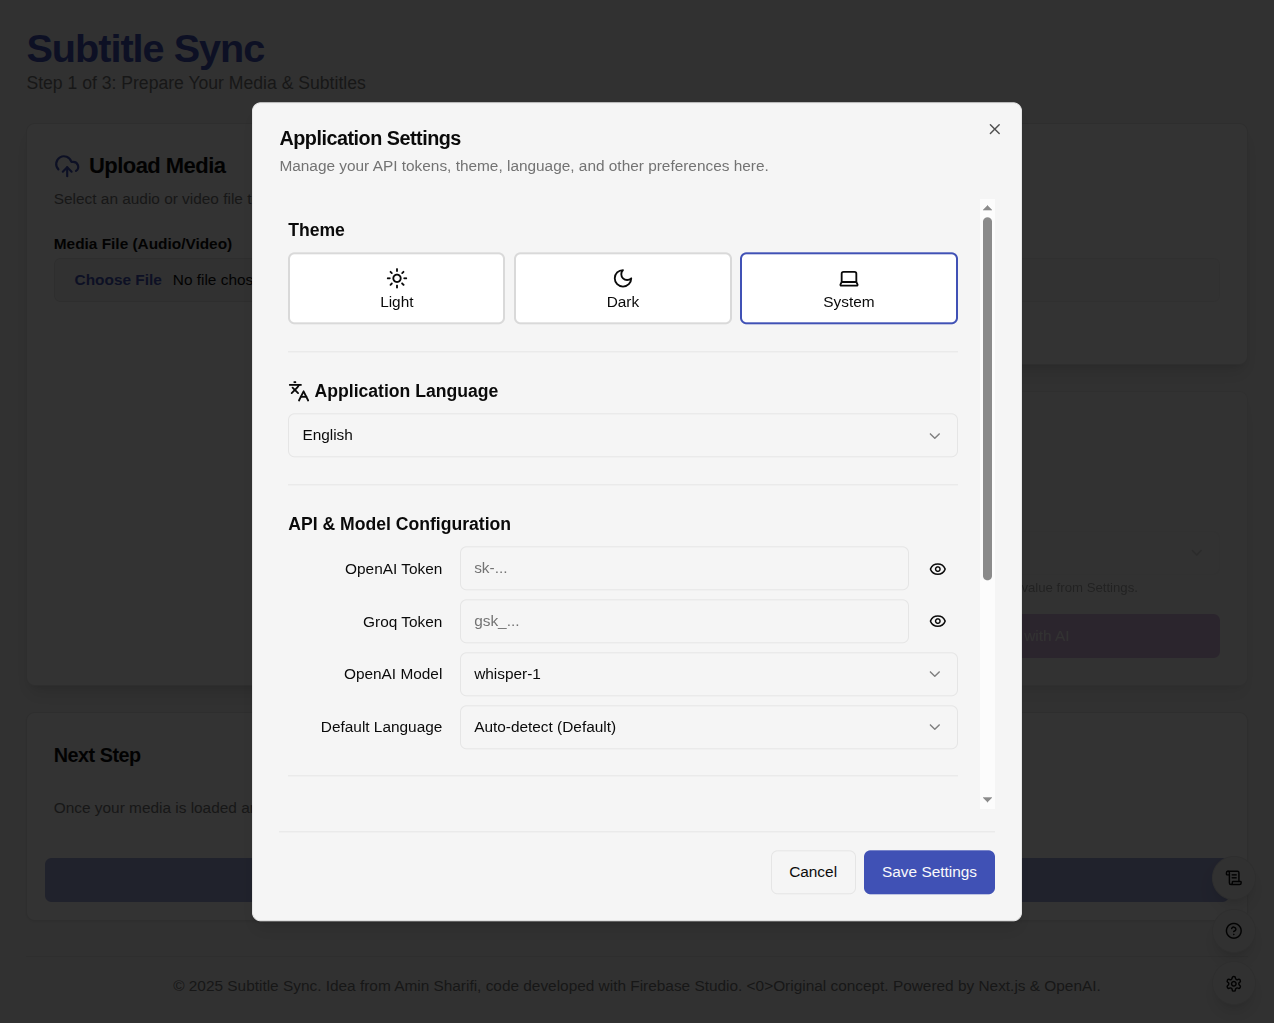 Subtitle Sync
Step 1 of 3: Prepare Your Media & Subtitles
Upload Media
Select an audio or video file
Media File (Audio/Video)
Choose File No file
Application Settings
Manage your API tokens, theme, language, and other preferences here.
Theme
Light
Dark
System
Application Language
English
API & Model Configuration
OpenAI Token
sk-...
Groq Token
gsk_...
OpenAI Model
whisper-1
Default Language
Auto-detect (Default)
Cancel
Save Settings
value from Settings.
with AI
Next Step
Once your media is loaded
© 2025 Subtitle Sync. Idea from Amin Sharifi, code developed with Firebase Studio. <0>Original concept. Powered by Next.js & OpenAI.